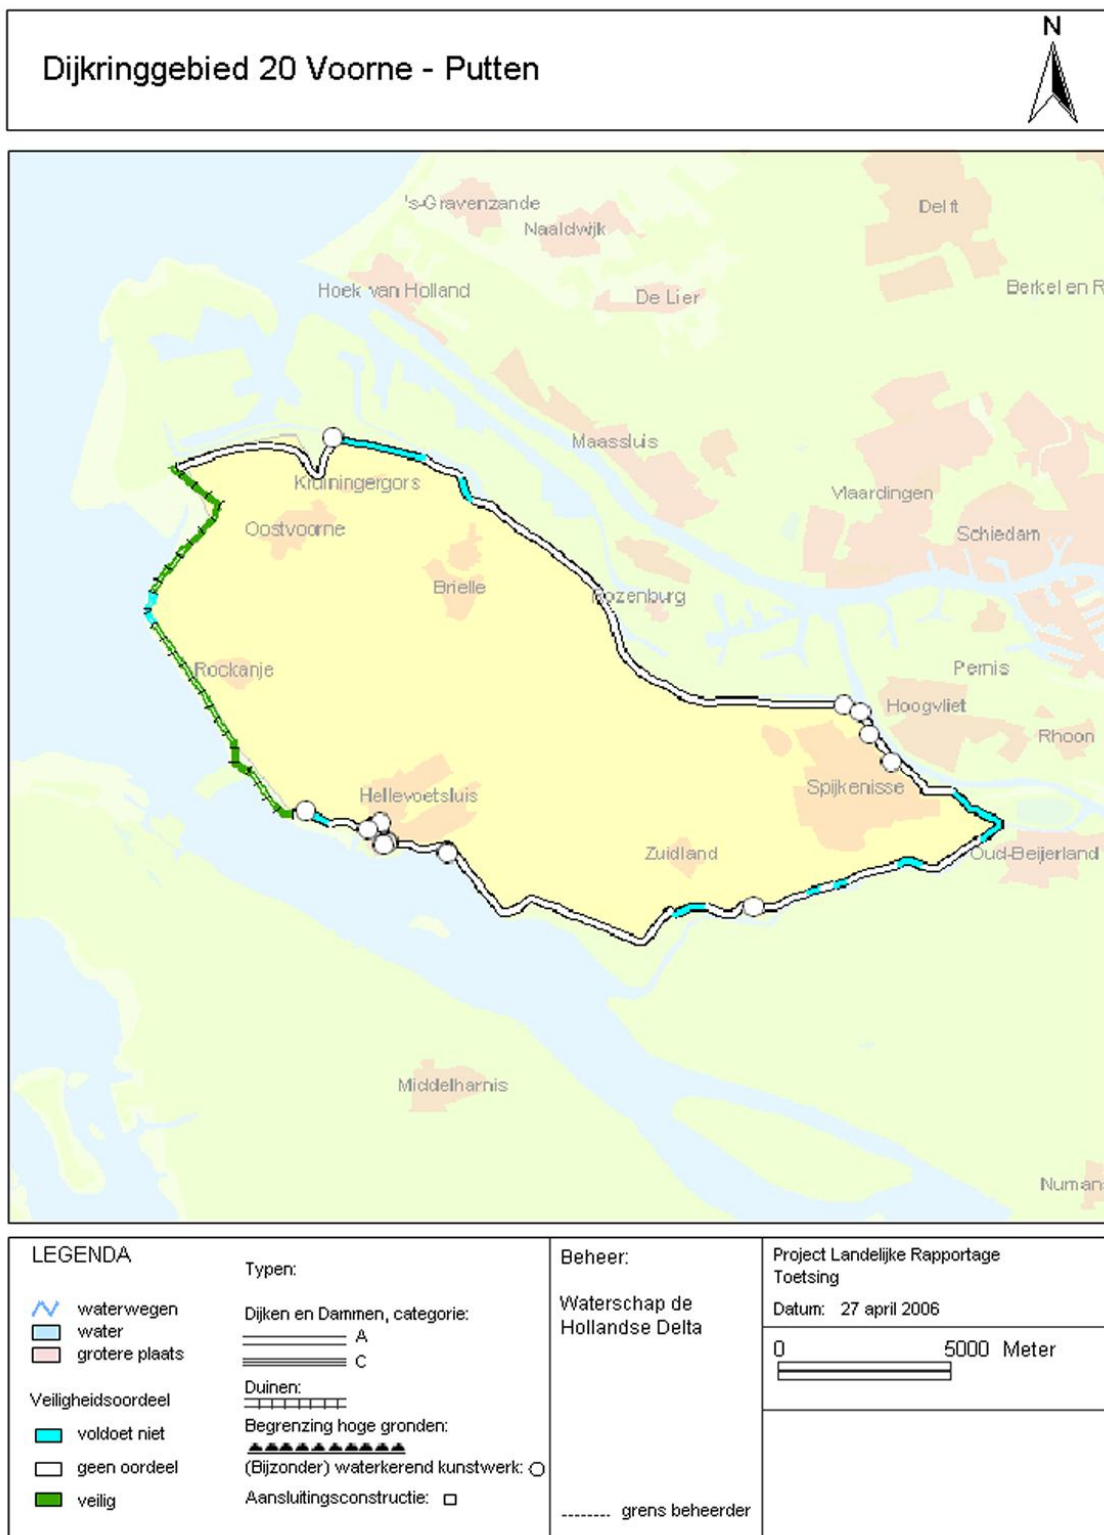 N
Dijkringgebied 20 Voorne - Putten
's-Gravenzande
Delft
Naaldwijk
Hoek van Holland
De Lier
Berkel en R
Maassluis
Kruiningergors
Vlaardingen
Oostvoorne
Schiedam
Brielle
Rozenburg
Rockanje
Pernis
Hoogvliet
Rhoon
Hellevoetsluis
Spijkenisse
Zuidland
Oud-Beijerland
Middelharnis
Numans
LEGENDA
waterwegen
water
grotere plaats
Veiligheidsoordeel
voldoet niet
geen oordeel
veilig
Typen:
Dijken en Dammen, categorie:
A
C
Duinen:
Begrenzing hoge gronden:
(Bijzonder) waterkerend kunstwerk:
Aansluitingsconstructie:
Beheer:
Waterschap de
Hollandse Delta
grens beheerder
Project Landelijke Rapportage
Toetsing
Datum: 27 april 2006
0 5000 Meter